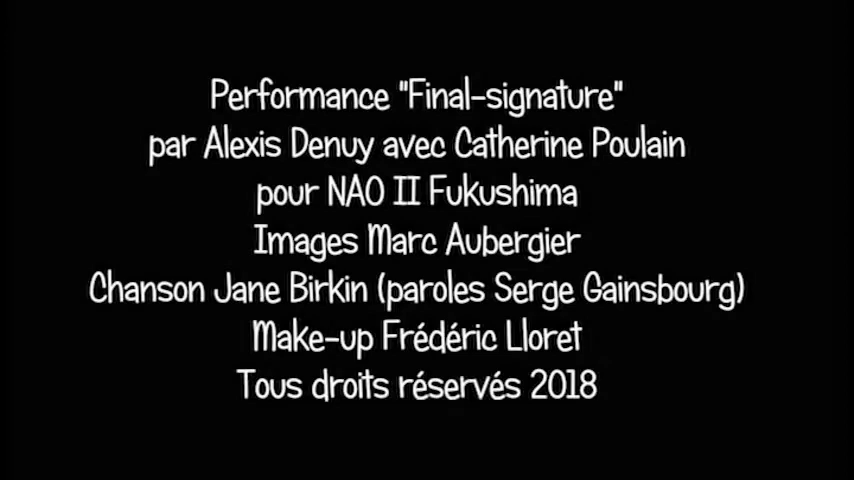 Performance "Final-signature"
par Alexis Denuy avec Catherine Poulain
pour NAO II Fukushima
Images Marc Aubergier
Chanson Jane Birkin (paroles Serge Gainsbourg)
Make-up Frédéric Lloret
Tous droits réservés 2018